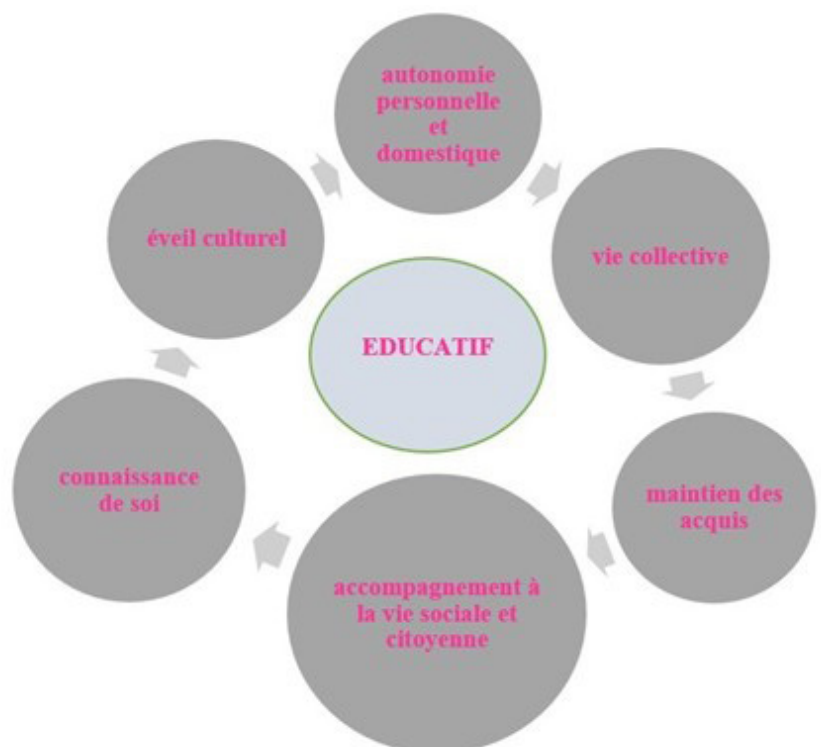 autonomie
personnelle
et
domestique
vie collective
maintien des
acquis
accompagnement à
la vie sociale et
citoyenne
connaissance
de soi
éveil culturel
EDUCATIF